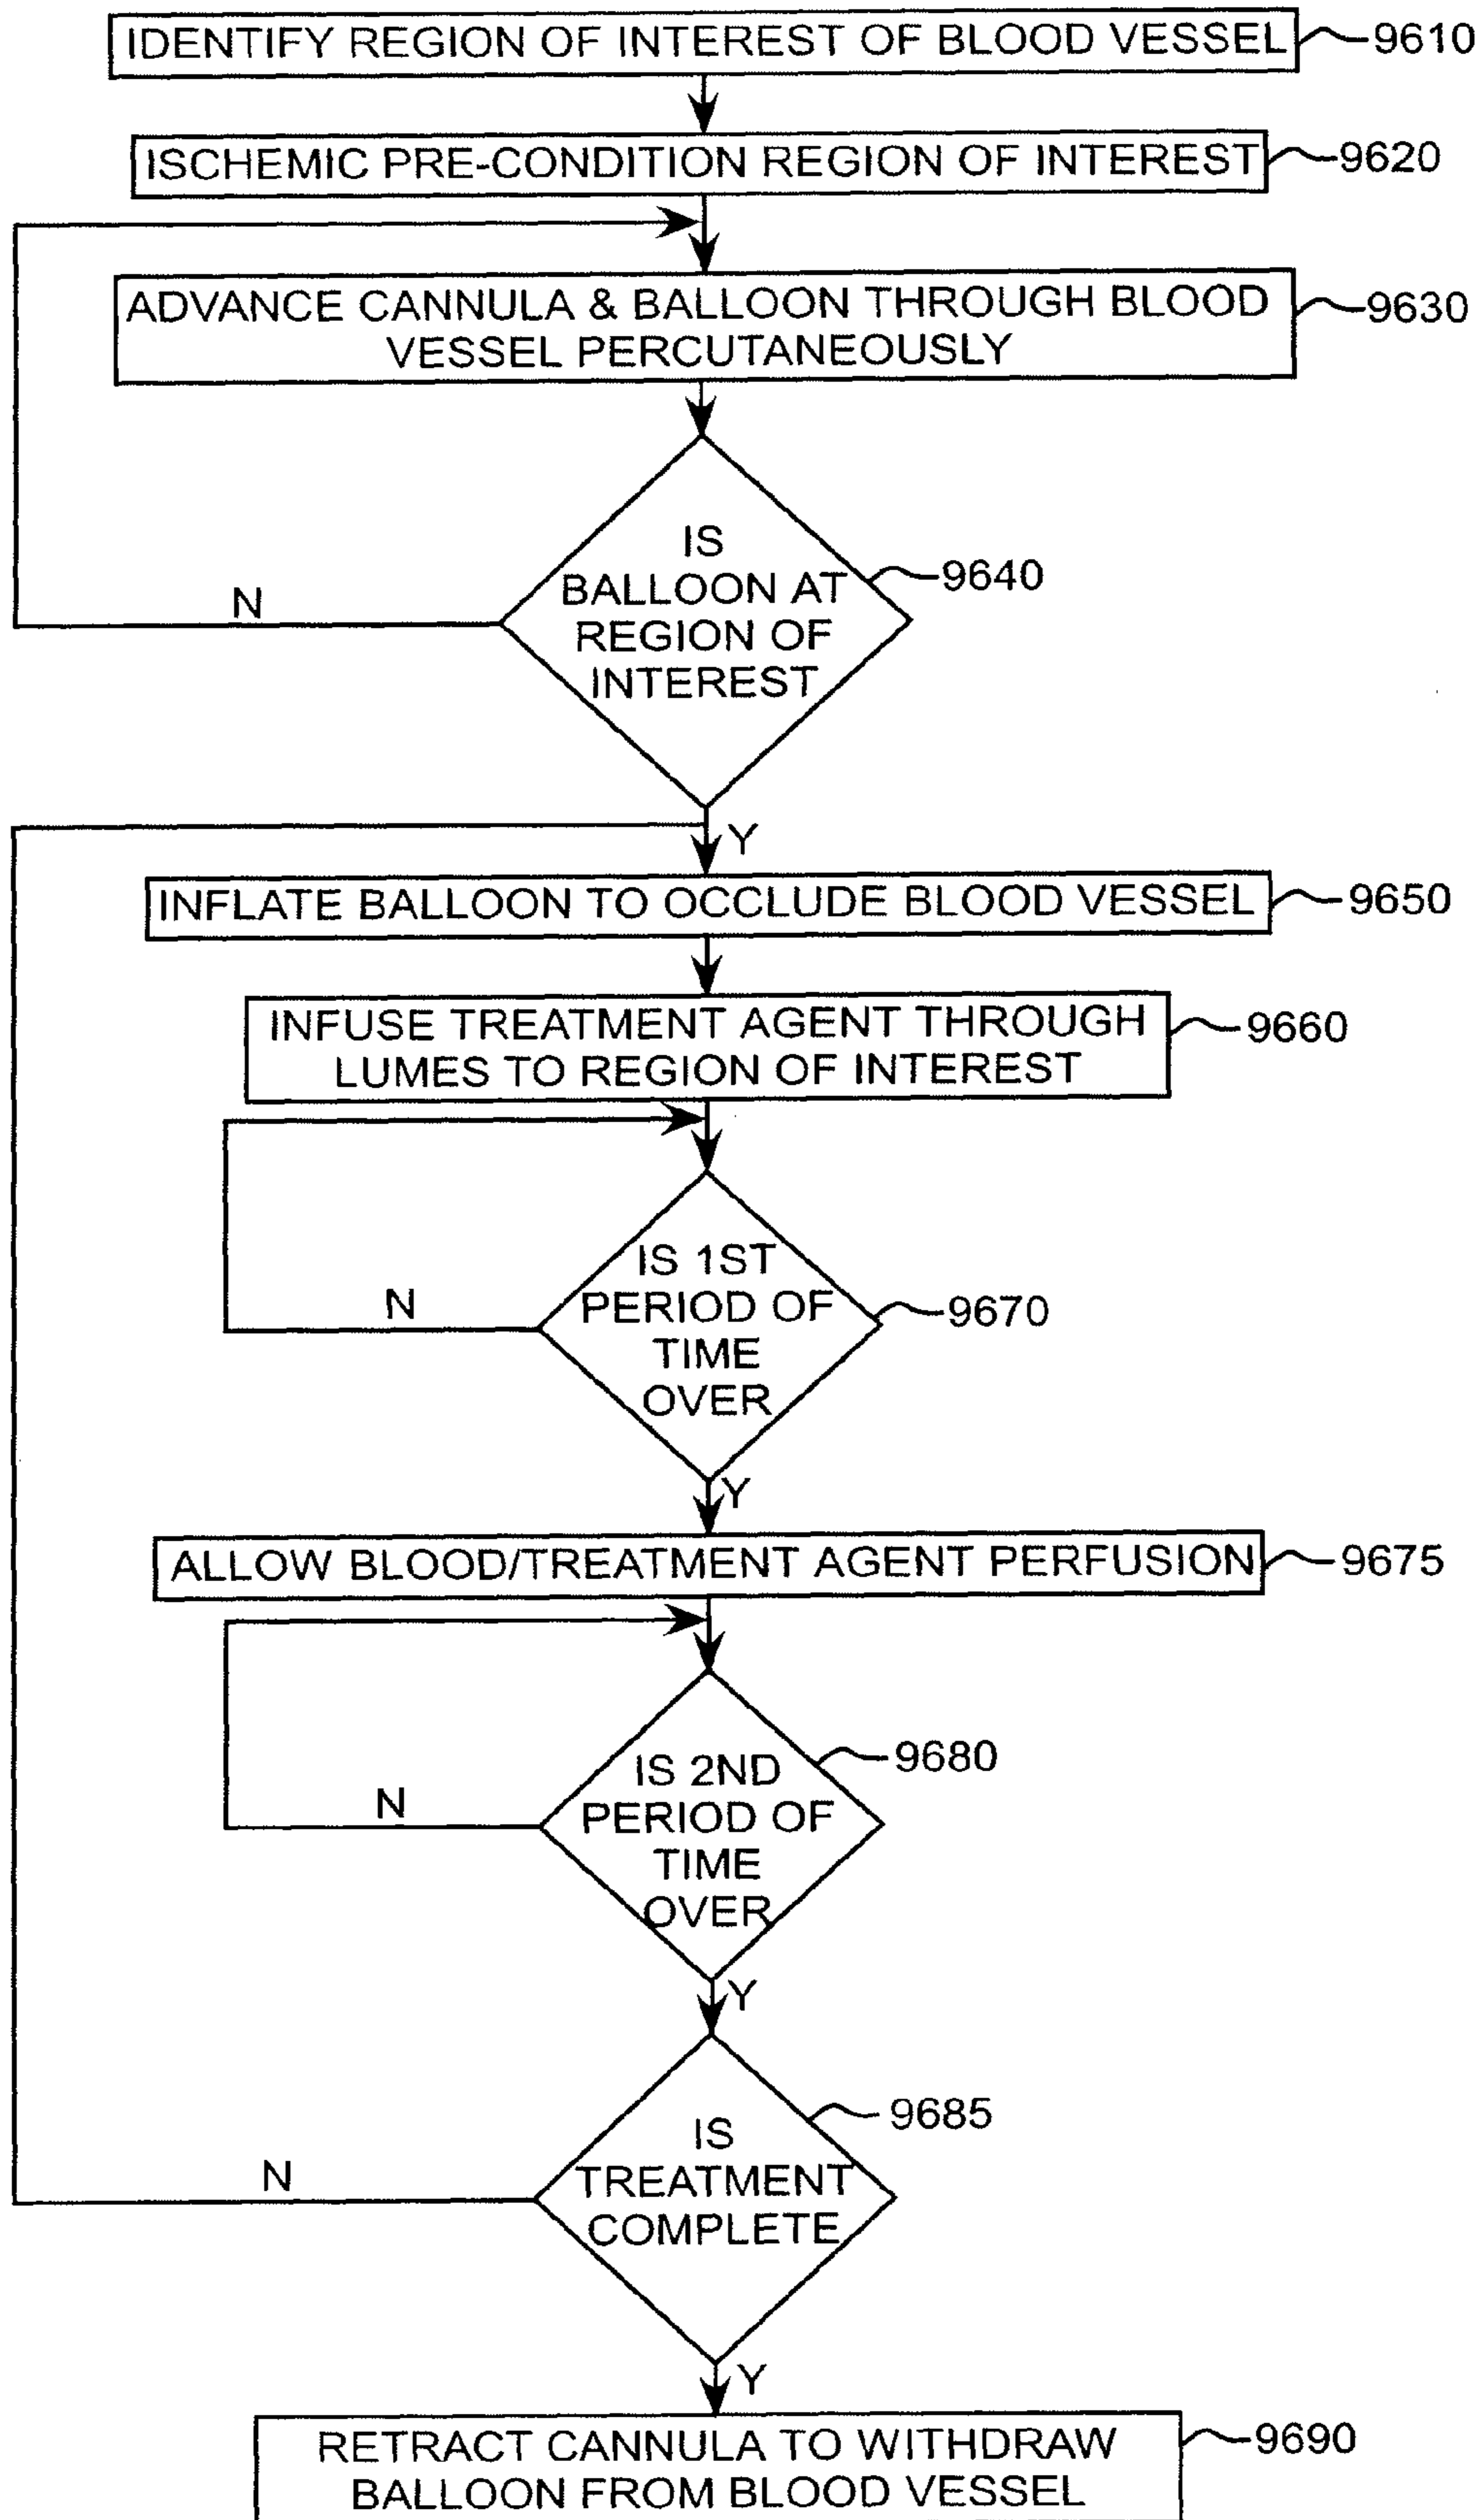 IDENTIFY REGION OF INTEREST OF BLOOD VESSEL 9610
ISCHEMIC PRE-CONDITION REGION OF INTEREST 9620
ADVANCE CANNULA & BALLOON THROUGH BLOOD 9630
VESSEL PERCUTANEOUSLY
IS
BALLOON AT 9640
REGION OF
INTEREST
N
Y
INFLATE BALLOON TO OCCLUDE BLOOD VESSEL 9650
INFUSE TREATMENT AGENT THROUGH 9660
LUMES TO REGION OF INTEREST
IS 1ST
PERIOD OF 9670
TIME
OVER
N
Y
ALLOW BLOOD/TREATMENT AGENT PERFUSION 9675
IS 2ND 9680
PERIOD OF
TIME
OVER
N
Y
IS 9685
TREATMENT
COMPLETE
N
Y
RETRACT CANNULA TO WITHDRAW 9690
BALLOON FROM BLOOD VESSEL